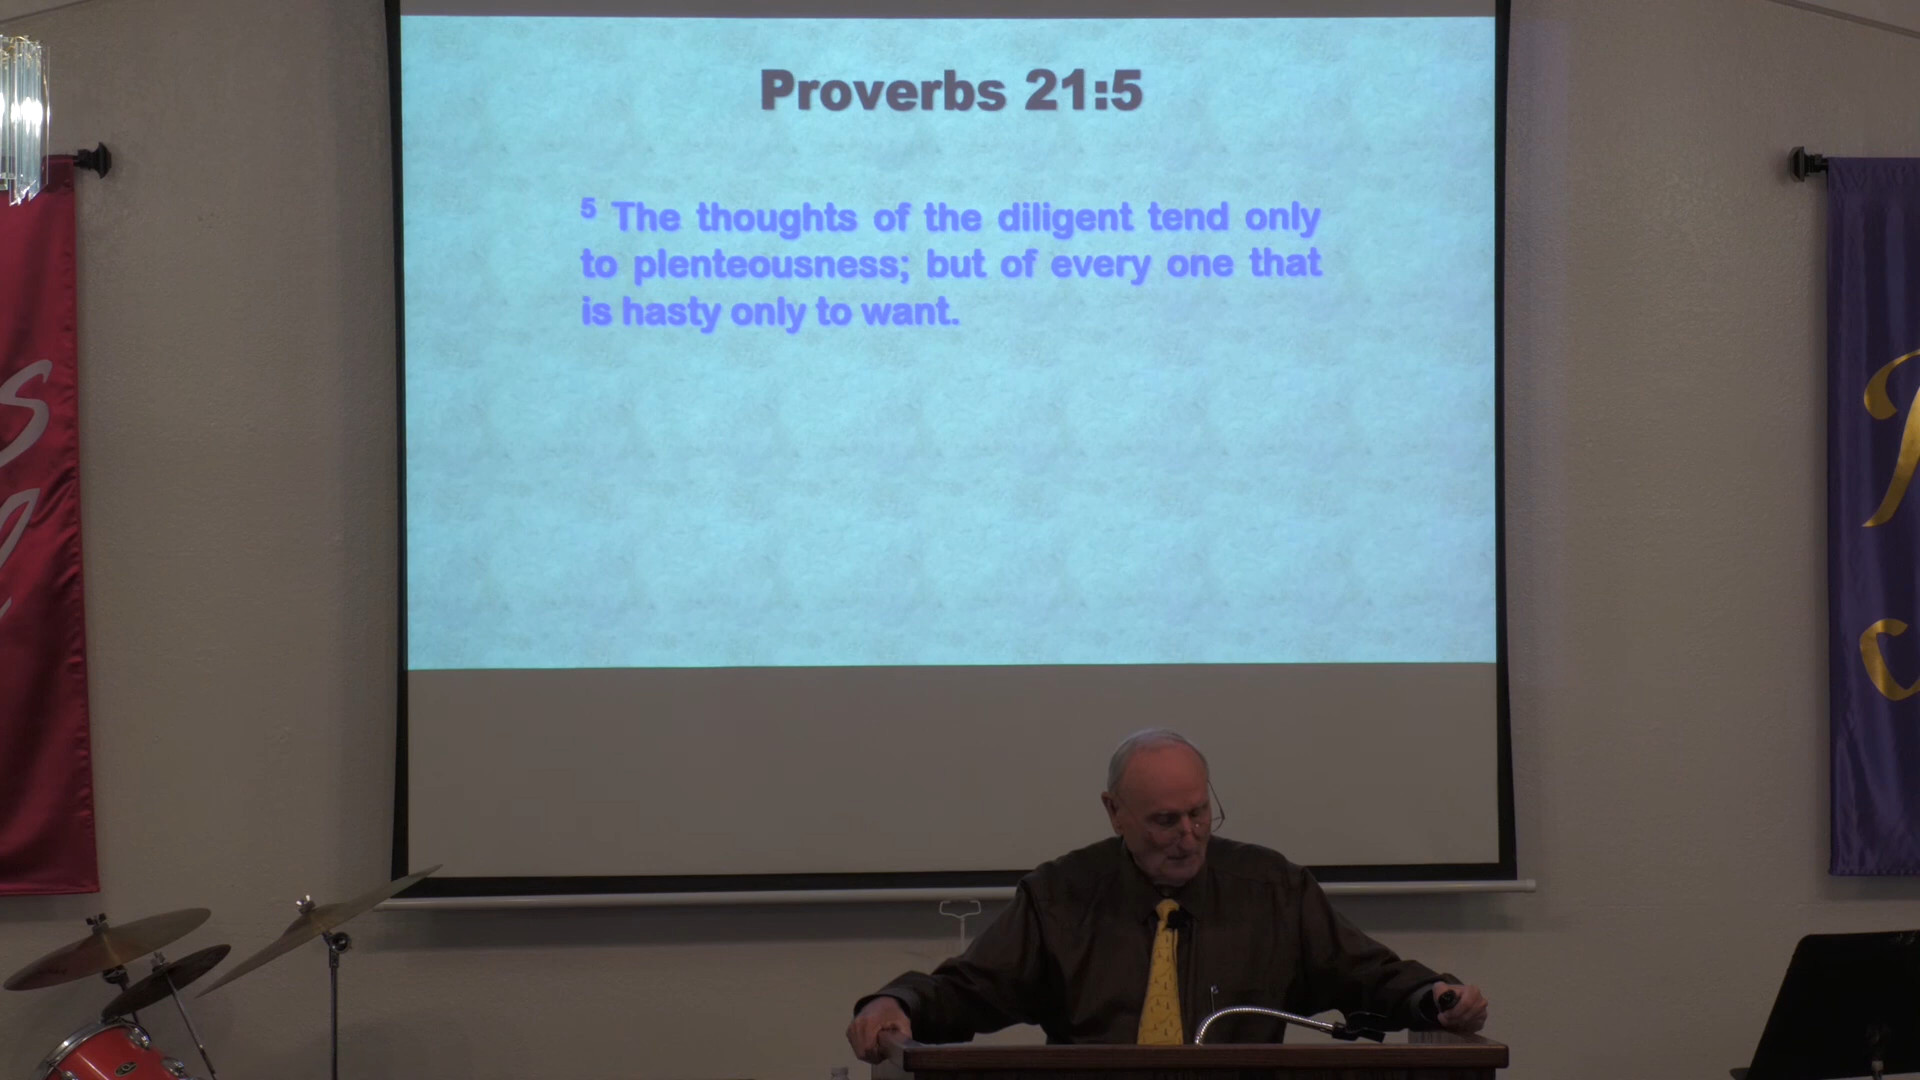 Proverbs 21:5
5 The thoughts of the diligent tend only
to plenteousness; but of every one that
is hasty only to want.